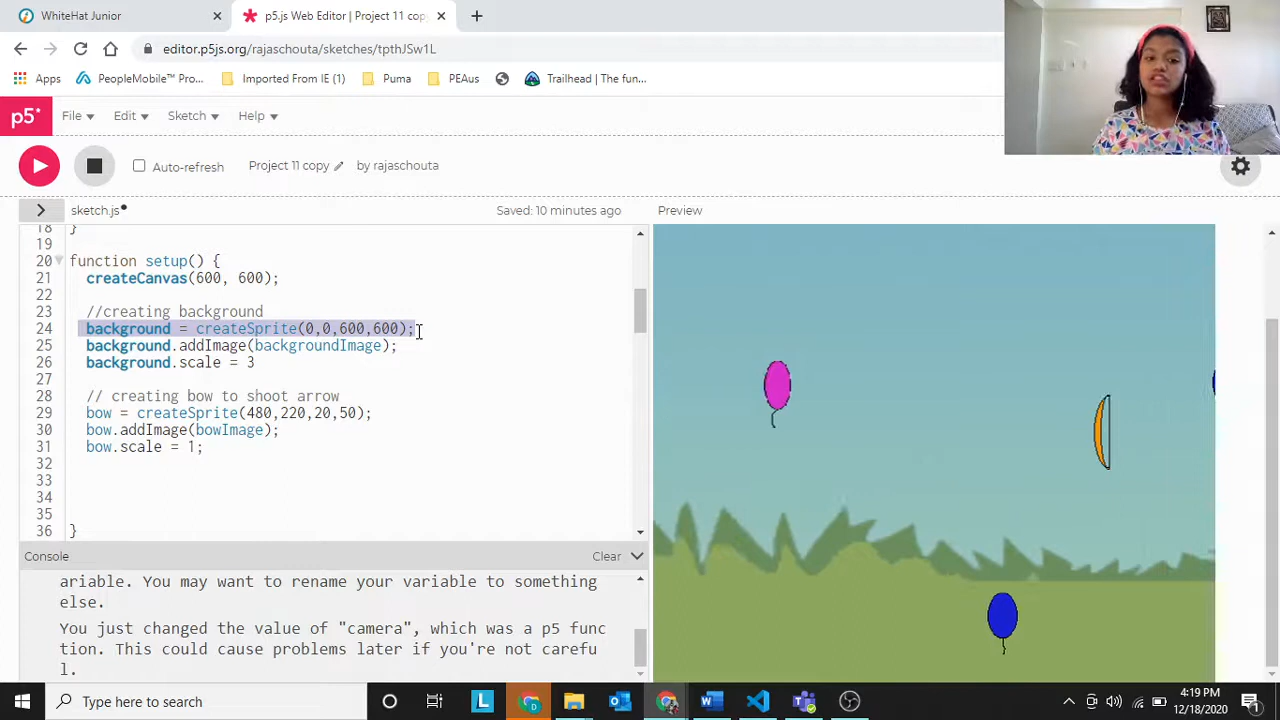 WhiteHat Junior
p5.js Web Editor | Project 11 cop
editor.p5js.org/rajaschouta/sketches/tpthJSw1L
Apps
PeopleMobile™ Pro...
Imported From IE (1)
Puma
PEAus
Trailhead | The fun...
p5*
File
Edit
Sketch
Help
Auto-refresh
Project 11 copy
by rajaschouta
sketch.js
Saved: 10 minutes ago
Preview
18 }
19
20 function setup() {
21 createCanvas(600, 600);
22
23 //creating background
24 background = createSprite(0,0,600,600);
25 background.addImage(backgroundImage);
26 background.scale = 3
27
28 // creating bow to shoot arrow
29 bow = createSprite(480,220,20,50);
30 bow.addImage(bowImage);
31 bow.scale = 1;
32
33
34
35
36 }
Console
Clear
ariable. You may want to rename your variable to something
else.
You just changed the value of "camera", which was a p5 func
tion. This could cause problems later if you're not carefu
l.
Type here to search
4:19 PM
12/18/2020